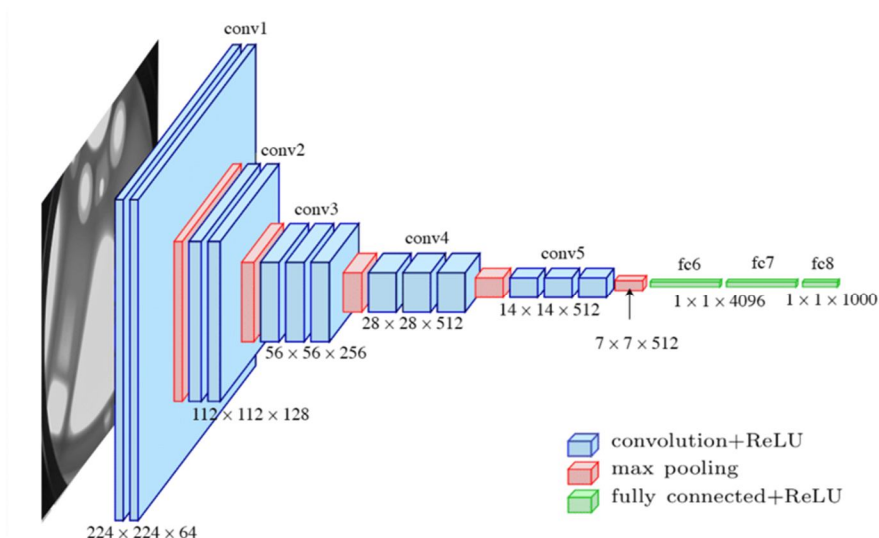 conv1
conv2
conv3
conv4
conv5
fc6
fc7
fc8
1 × 1 × 4096
1 × 1 × 1000
14 × 14 × 512
28 × 28 × 512
7 × 7 × 512
56 × 56 × 256
112 × 112 × 128
224 × 224 × 64
convolution+ReLU
max pooling
fully connected+ReLU